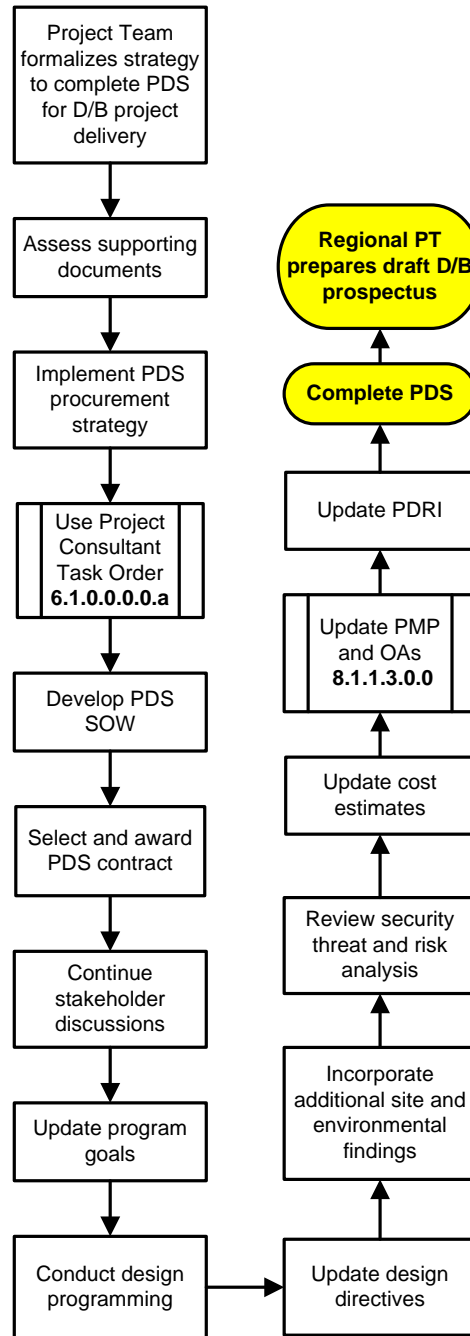 Project Team
formalizes strategy
to complete PDS
for D/B project
delivery
Assess supporting
documents
Implement PDS
procurement
strategy
Use Project
Consultant
Task Order
6.1.0.0.0.0.a
Develop PDS
SOW
Select and award
PDS contract
Continue
stakeholder
discussions
Update program
goals
Conduct design
programming
Update design
directives
Incorporate
additional site and
environmental
findings
Review security
threat and risk
analysis
Update cost
estimates
Update PMP
and OAs
8.1.1.3.0.0
Update PDRI
Complete PDS
Regional PT
prepares draft D/B
prospectus